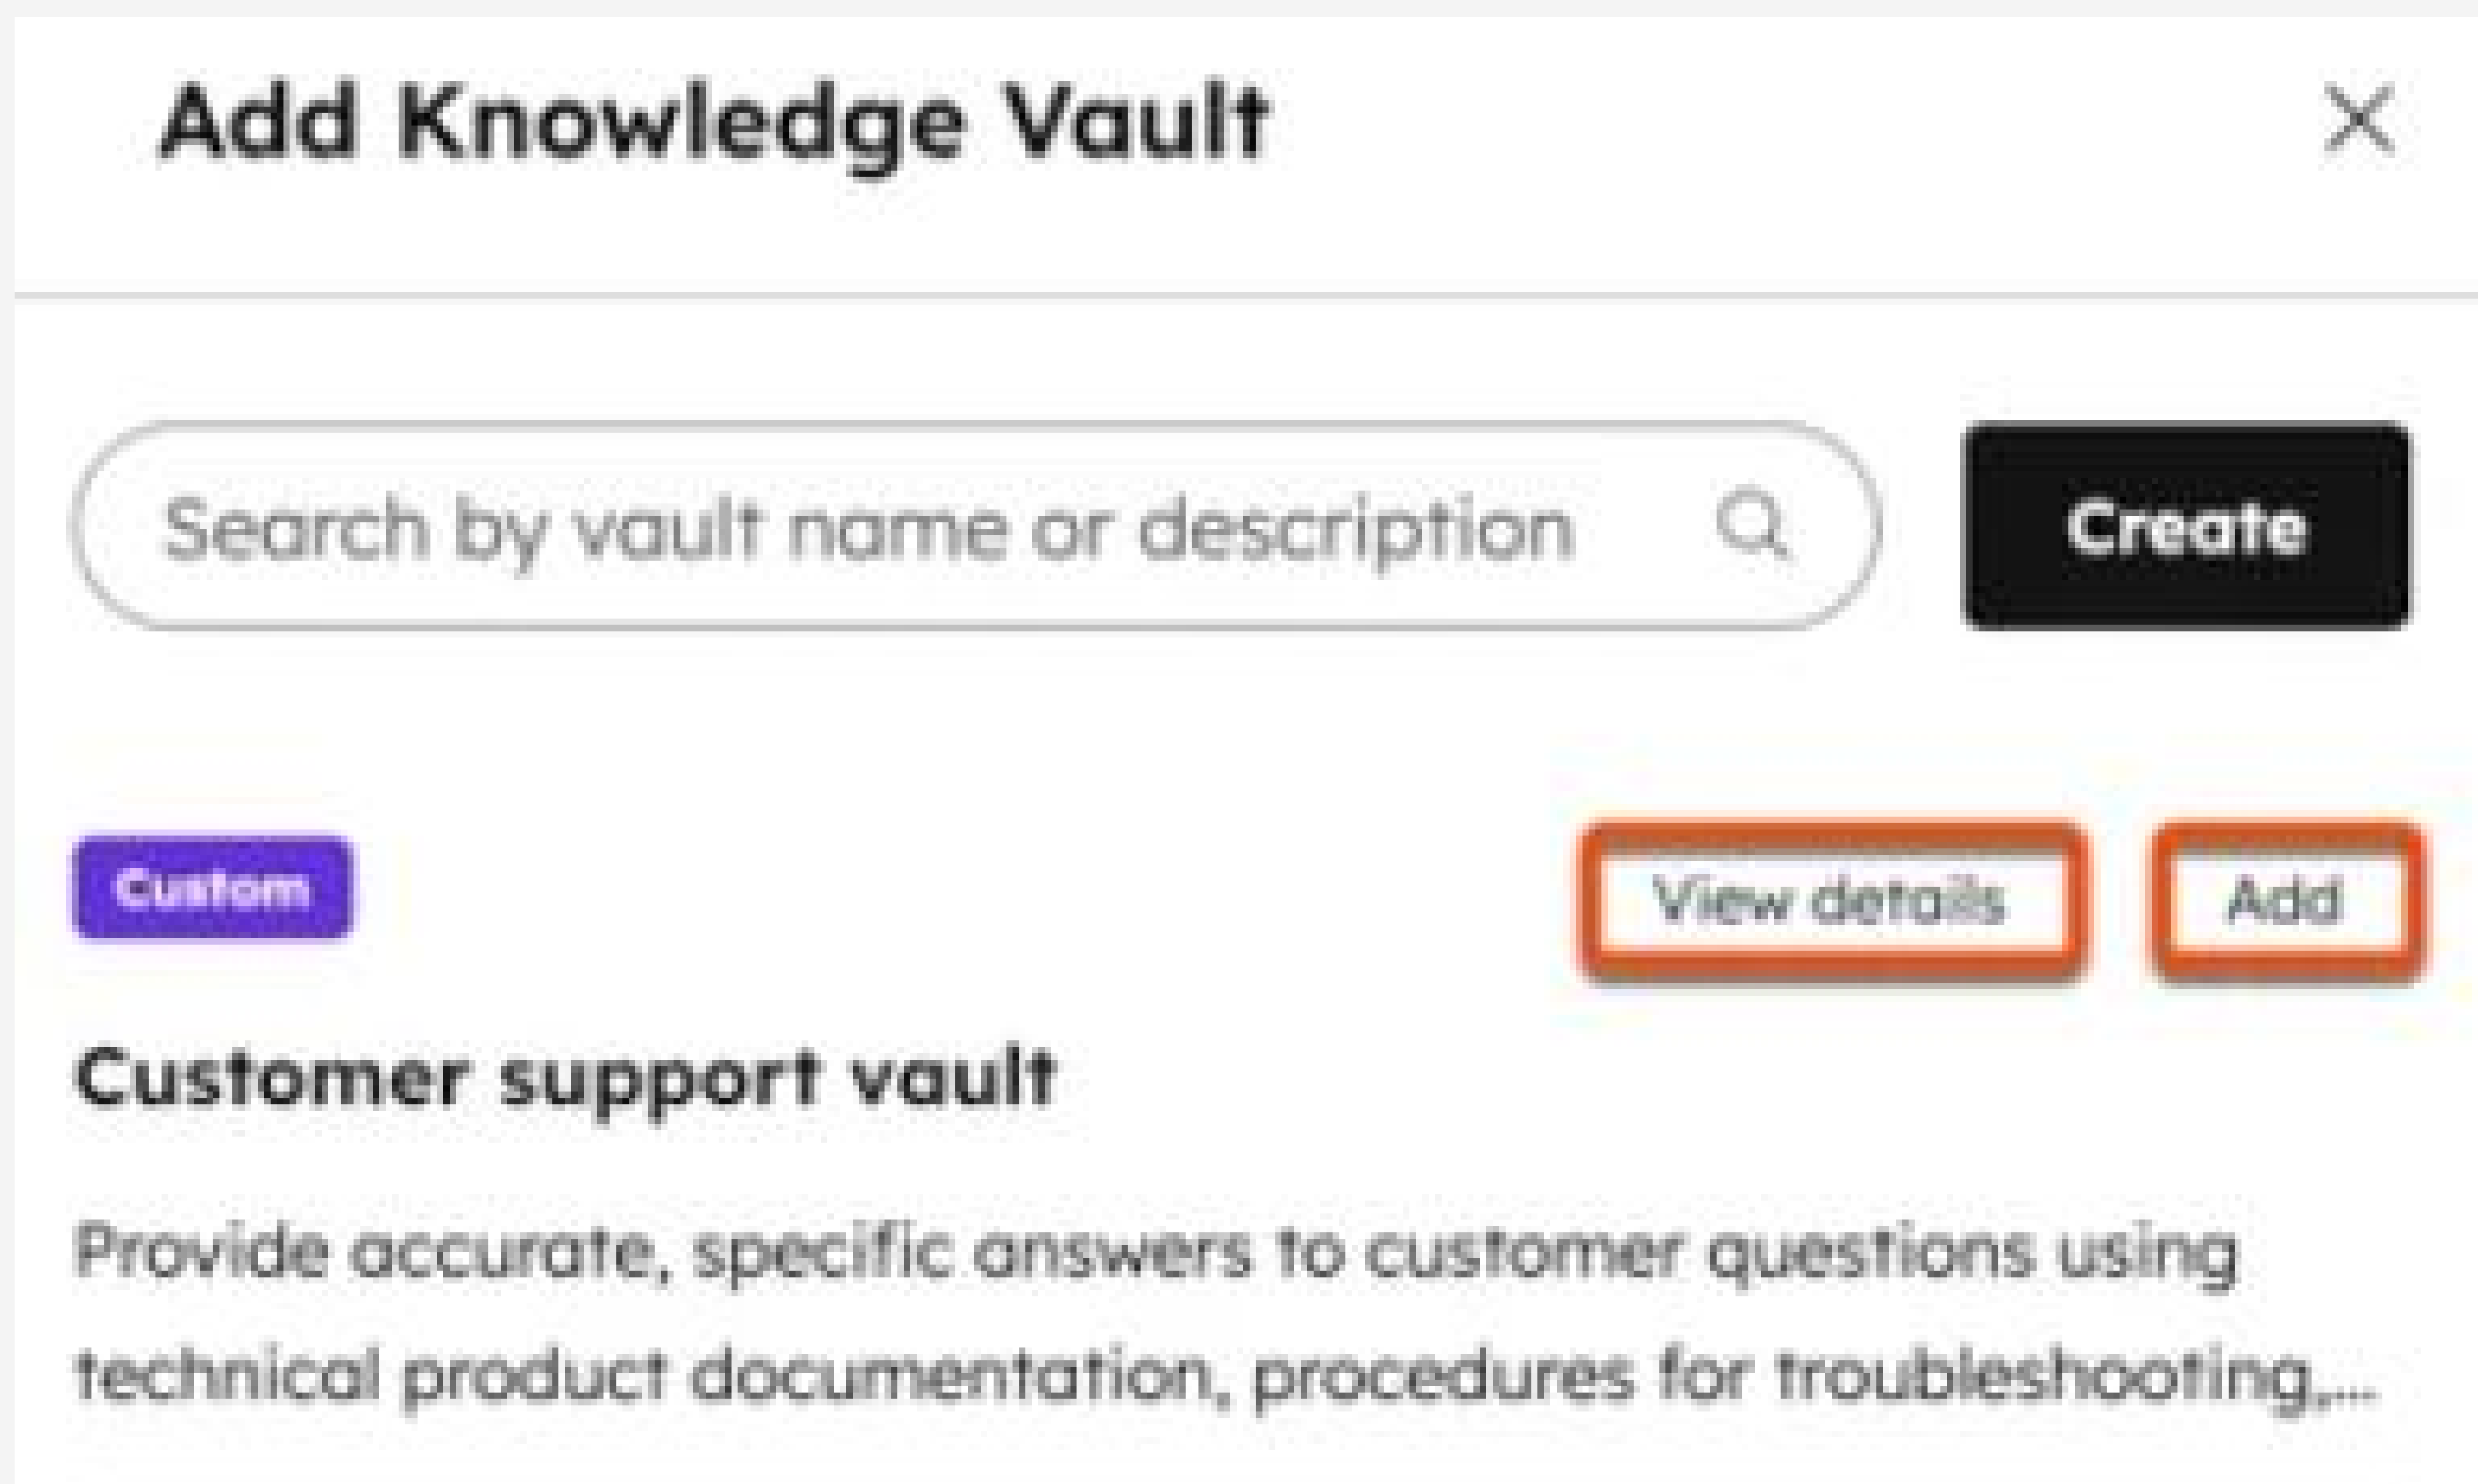 Add Knowledge Vault
Search by vault name or description
Create
Custom
View details
Add
Customer support vault
Provide accurate, specific answers to customer questions using
technical product documentation, procedures for troubleshooting,...